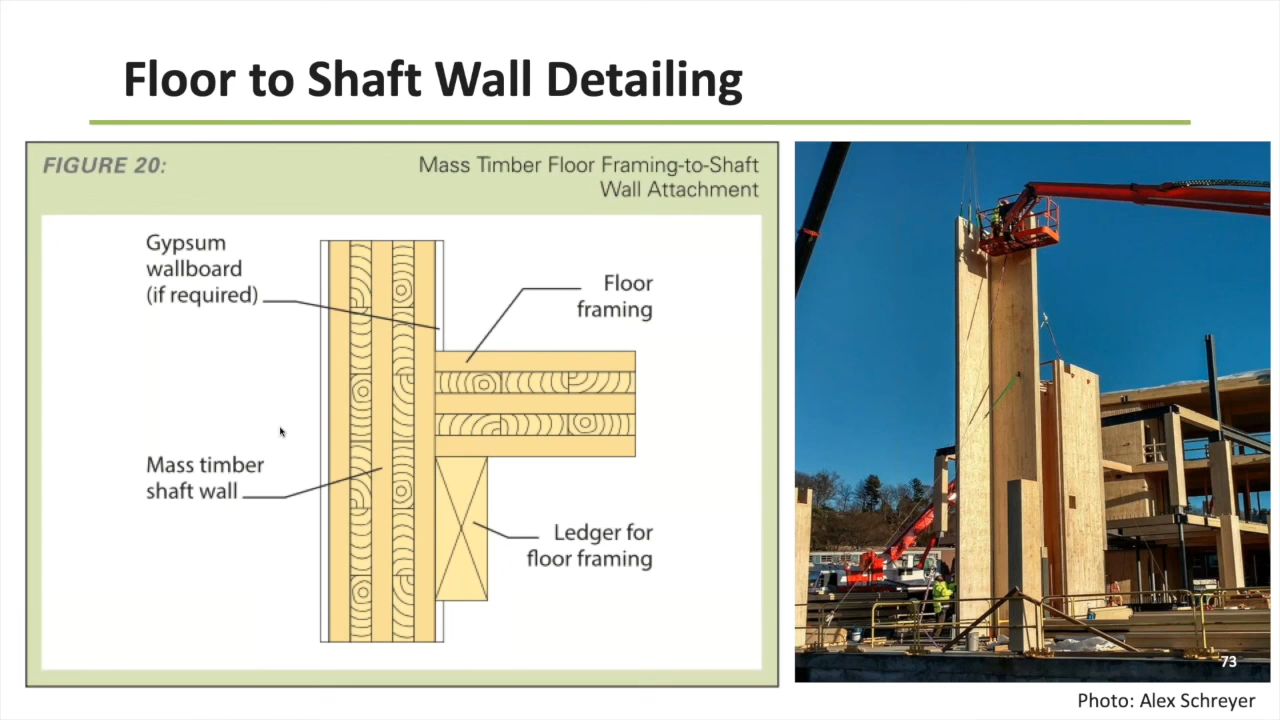 Floor to Shaft Wall Detailing
FIGURE 20:
Mass Timber Floor Framing-to-Shaft
Wall Attachment
Gypsum
wallboard
(if required)
Floor
framing
Mass timber
shaft wall
Ledger for
floor framing
73
Photo: Alex Schreyer